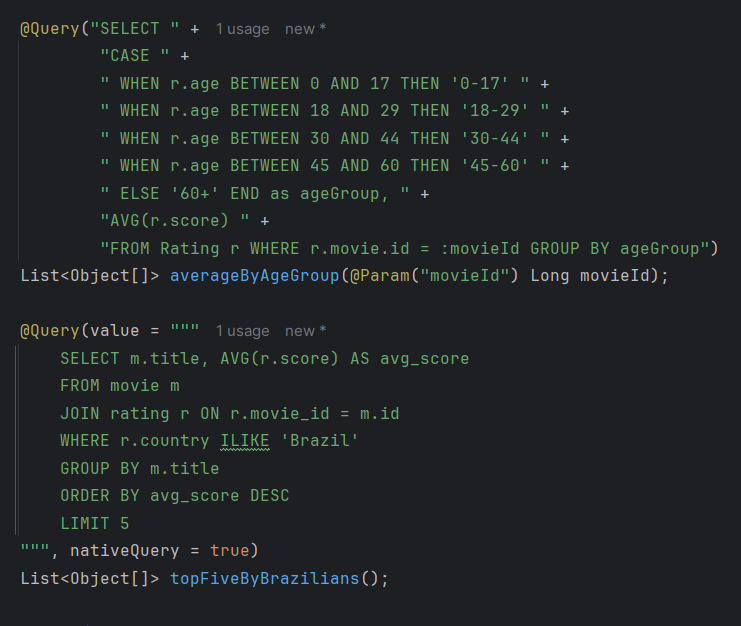 @Query("SELECT " + 1 usage new *
"CASE " +
" WHEN r.age BETWEEN 0 AND 17 THEN '0-17' " +
" WHEN r.age BETWEEN 18 AND 29 THEN '18-29' " +
" WHEN r.age BETWEEN 30 AND 44 THEN '30-44' " +
" WHEN r.age BETWEEN 45 AND 60 THEN '45-60' " +
" ELSE '60+' END as ageGroup, " +
"AVG(r.score) " +
"FROM Rating r WHERE r.movie.id = :movieId GROUP BY ageGroup")
List<Object[]> averageByAgeGroup(@Param("movieId") Long movieId);
@Query(value = """ 1 usage new *
SELECT m.title, AVG(r.score) AS avg_score
FROM movie m
JOIN rating r ON r.movie_id = m.id
WHERE r.country ILIKE 'Brazil'
GROUP BY m.title
ORDER BY avg_score DESC
LIMIT 5
""", nativeQuery = true)
List<Object[]> topFiveByBrazilians();